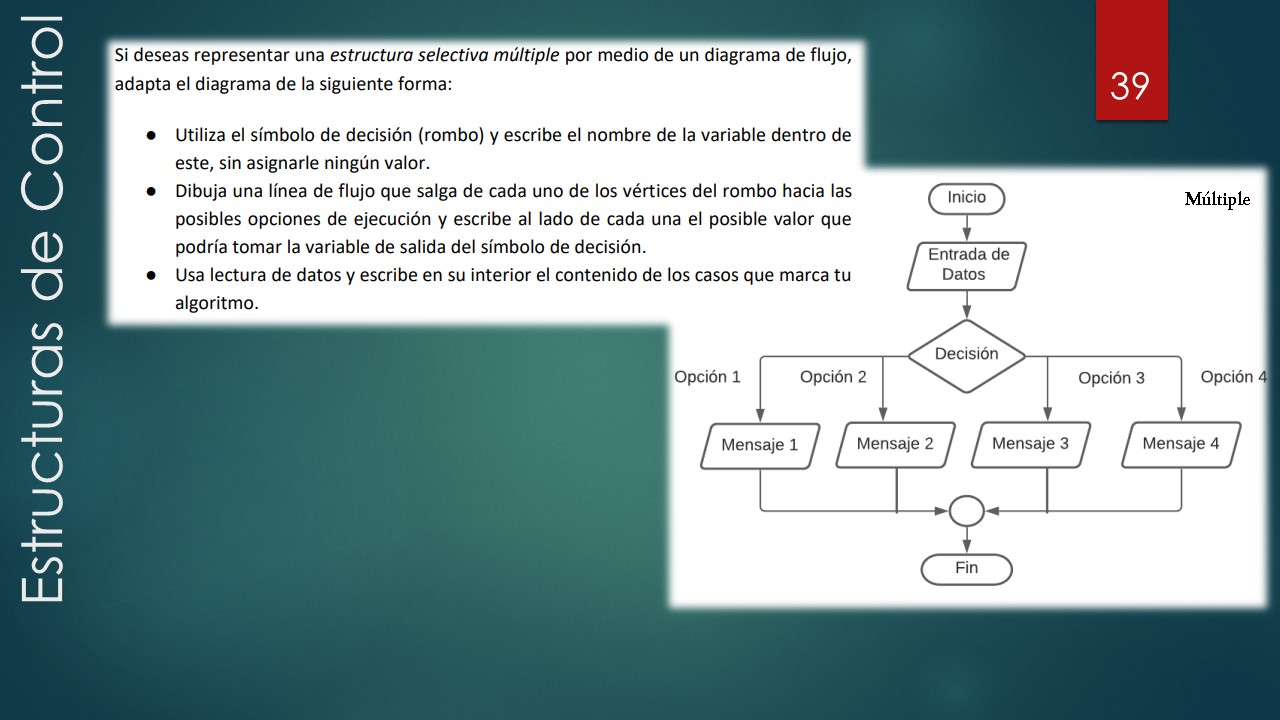 Estructuras de Control
39
Si deseas representar una estructura selectiva múltiple por medio de un diagrama de flujo,
adapta el diagrama de la siguiente forma:
● Utiliza el símbolo de decisión (rombo) y escribe el nombre de la variable dentro de
este, sin asignarle ningún valor.
● Dibuja una línea de flujo que salga de cada uno de los vértices del rombo hacia las
posibles opciones de ejecución y escribe al lado de cada una el posible valor que
podría tomar la variable de salida del símbolo de decisión.
● Usa lectura de datos y escribe en su interior el contenido de los casos que marca tu
algoritmo.
Múltiple
Inicio
Entrada de
Datos
Decisión
Opción 1
Opción 2
Opción 3
Opción 4
Mensaje 1
Mensaje 2
Mensaje 3
Mensaje 4
Fin